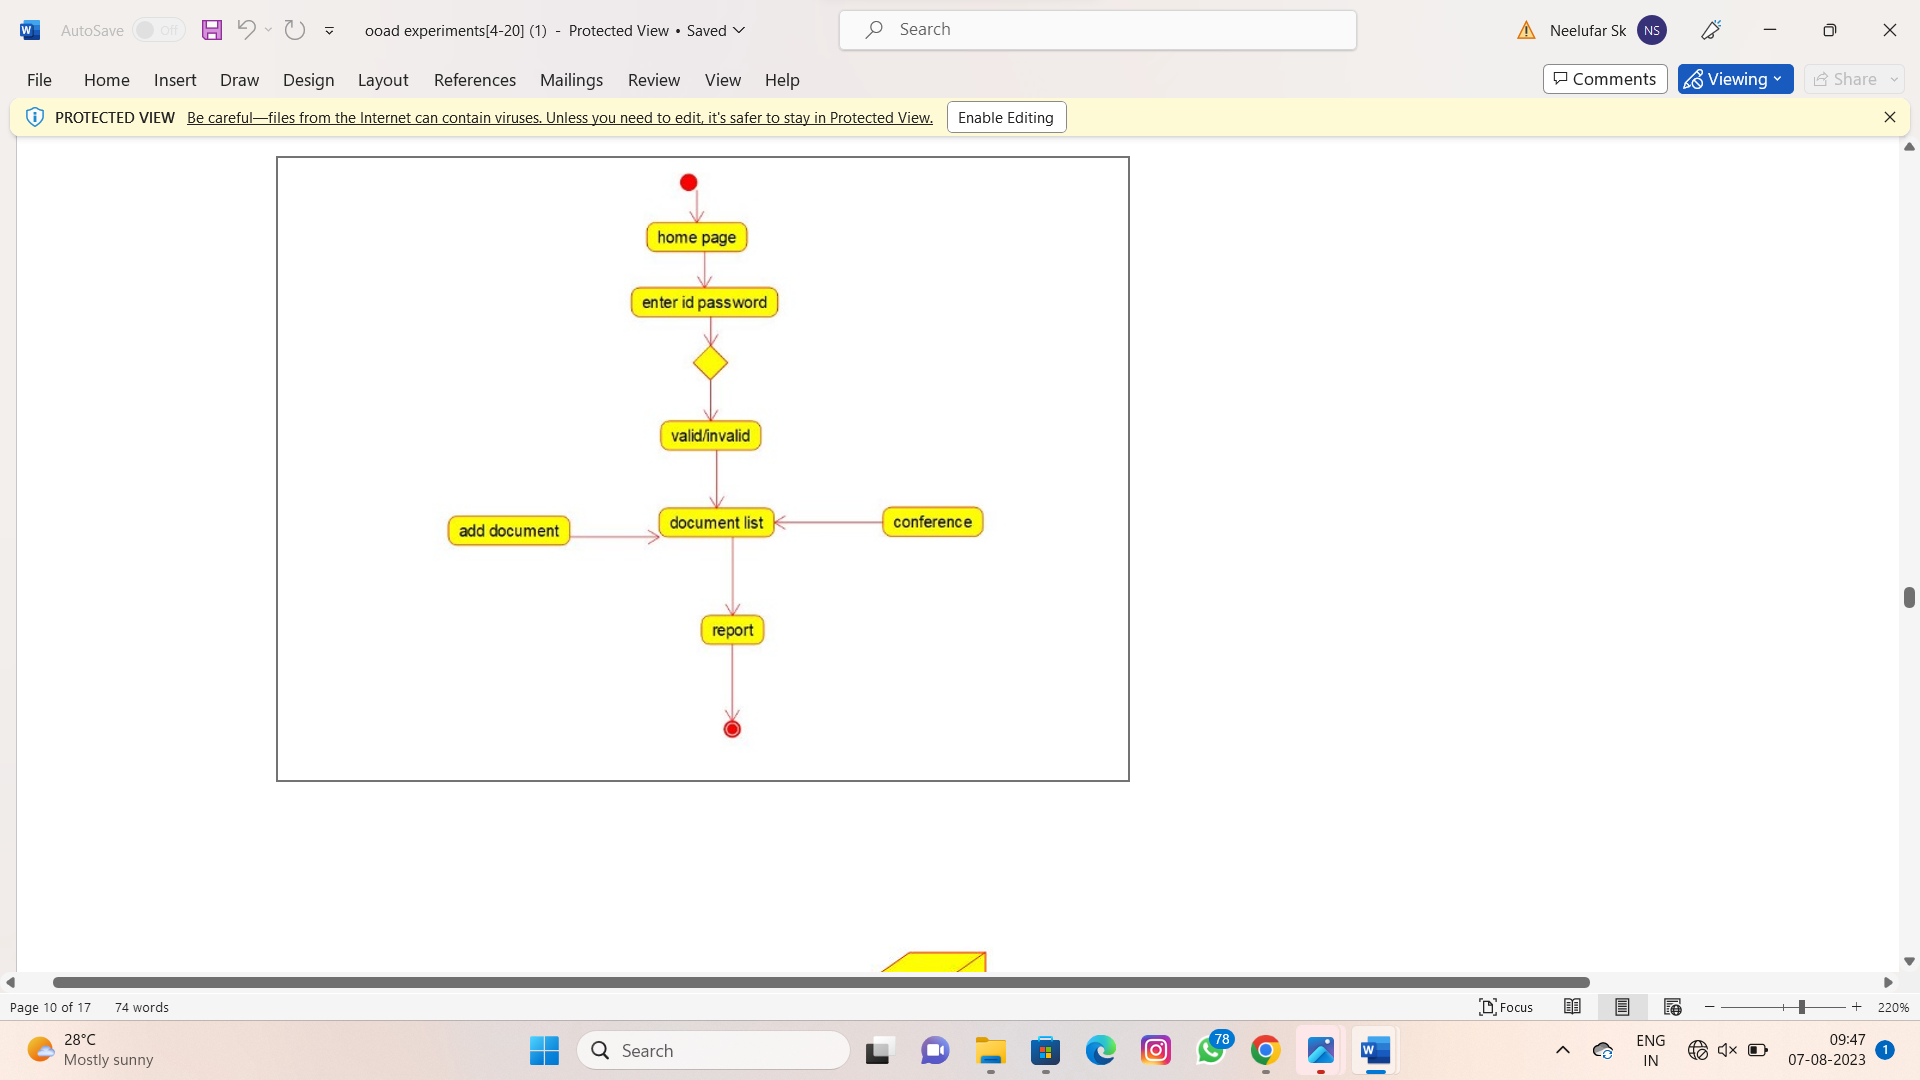 AutoSave Off ooad experiments[4-20] (1) - Protected View • Saved Search Neelufar Sk NS
File Home Insert Draw Design Layout References Mailings Review View Help Comments Viewing Share
PROTECTED VIEW Be careful—files from the Internet can contain viruses. Unless you need to edit, it's safer to stay in Protected View. Enable Editing
home page
enter id password
valid/invalid
add document document list conference
report
Page 10 of 17 74 words Focus 220%
28°C
Mostly sunny
Search
78
ENG
IN
09:47
07-08-2023
1